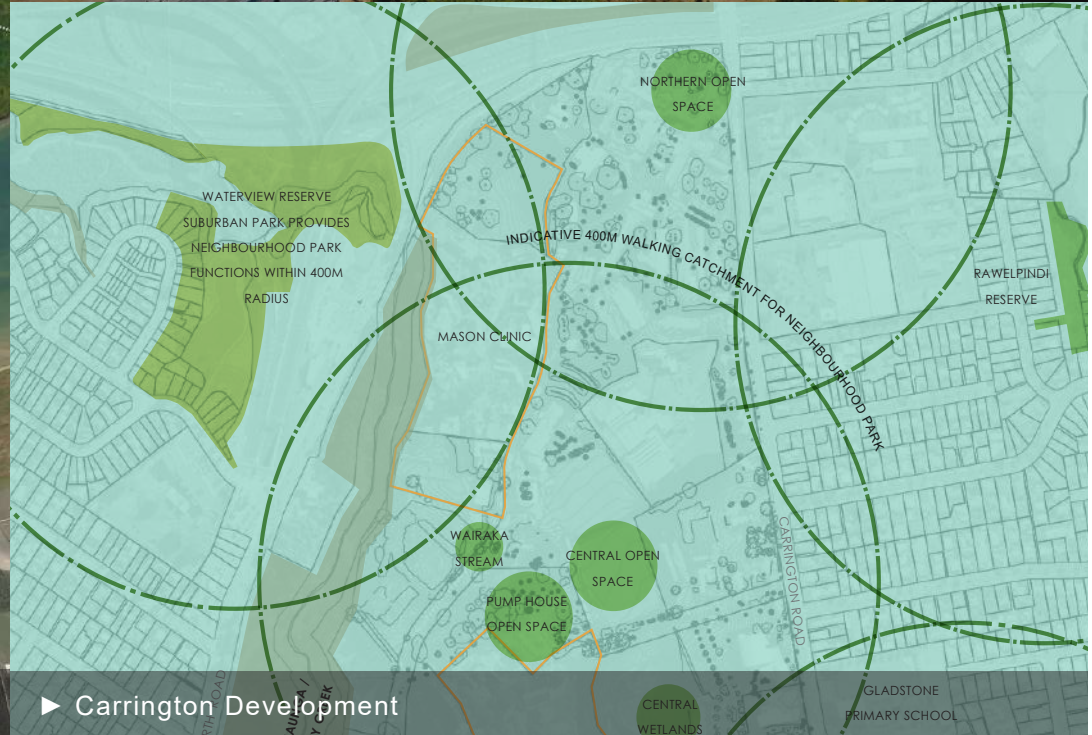 NORTHERN OPEN
SPACE
WATERVIEW RESERVE
SUBURBAN PARK PROVIDES
NEIGHBOURHOOD PARK
FUNCTIONS WITHIN 400M
RADIUS
INDICATIVE 400M WALKING CATCHMENT FOR NEIGHBOURHOOD PARK
RAWELPINDI
RESERVE
MASON CLINIC
WAIRAKA
STREAM
CENTRAL OPEN
SPACE
PUMP HOUSE
OPEN SPACE
CARRINGTON ROAD
GLADSTONE
PRIMARY SCHOOL
CENTRAL
WETLANDS
ROAD
► Carrington Development